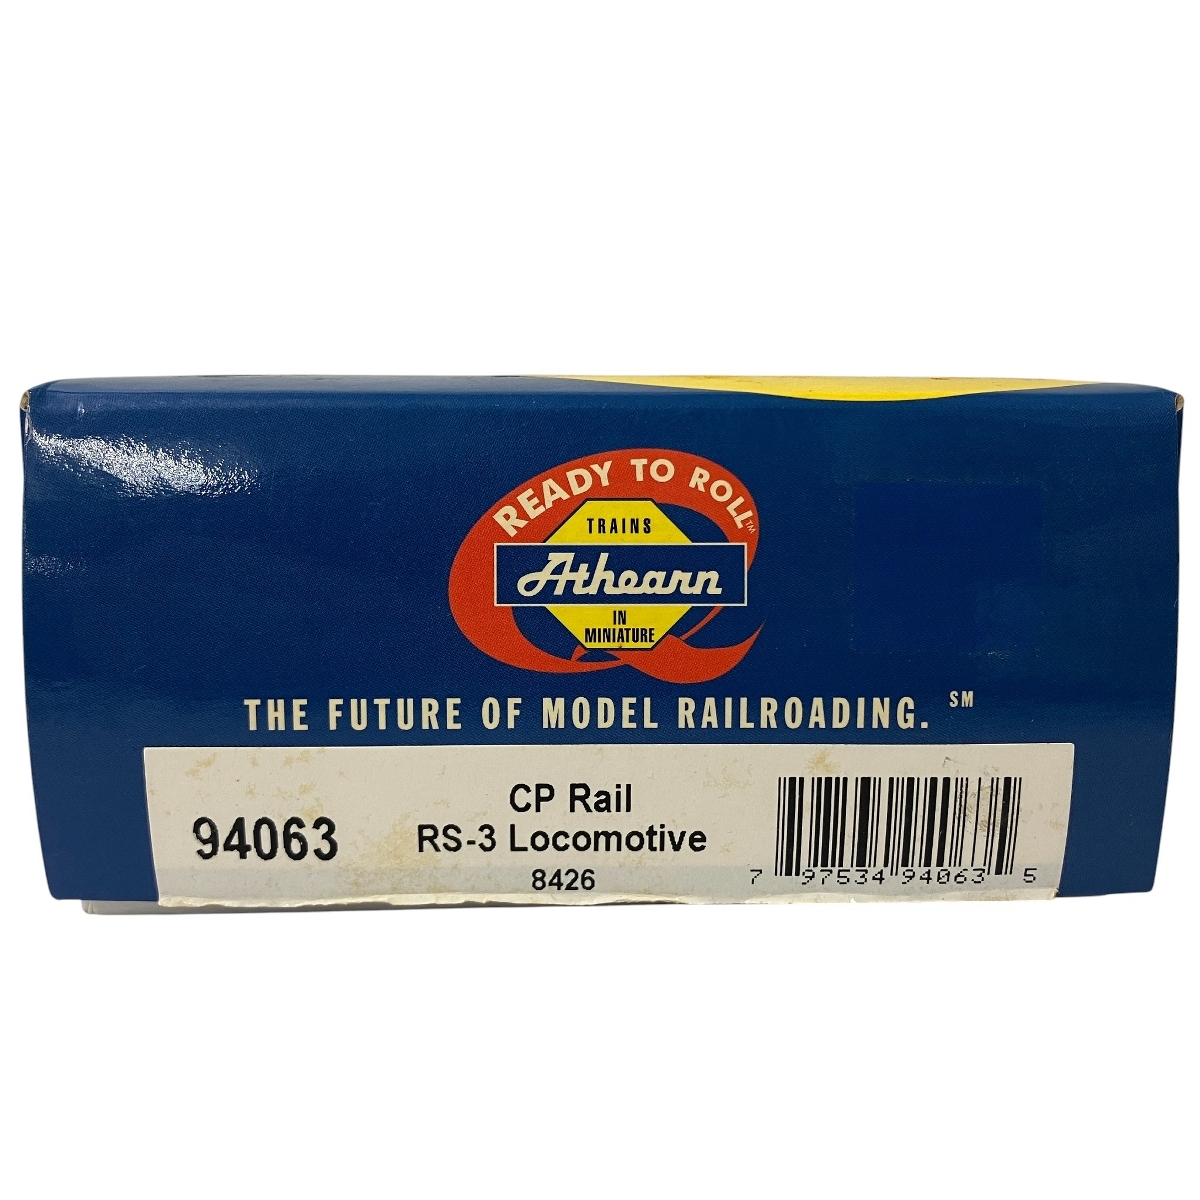 READY TO ROLL™
TRAINS
Athearn
IN
MINIATURE
THE FUTURE OF MODEL RAILROADING. SM
94063
CP Rail
RS-3 Locomotive
8426
7 97534 94063 5